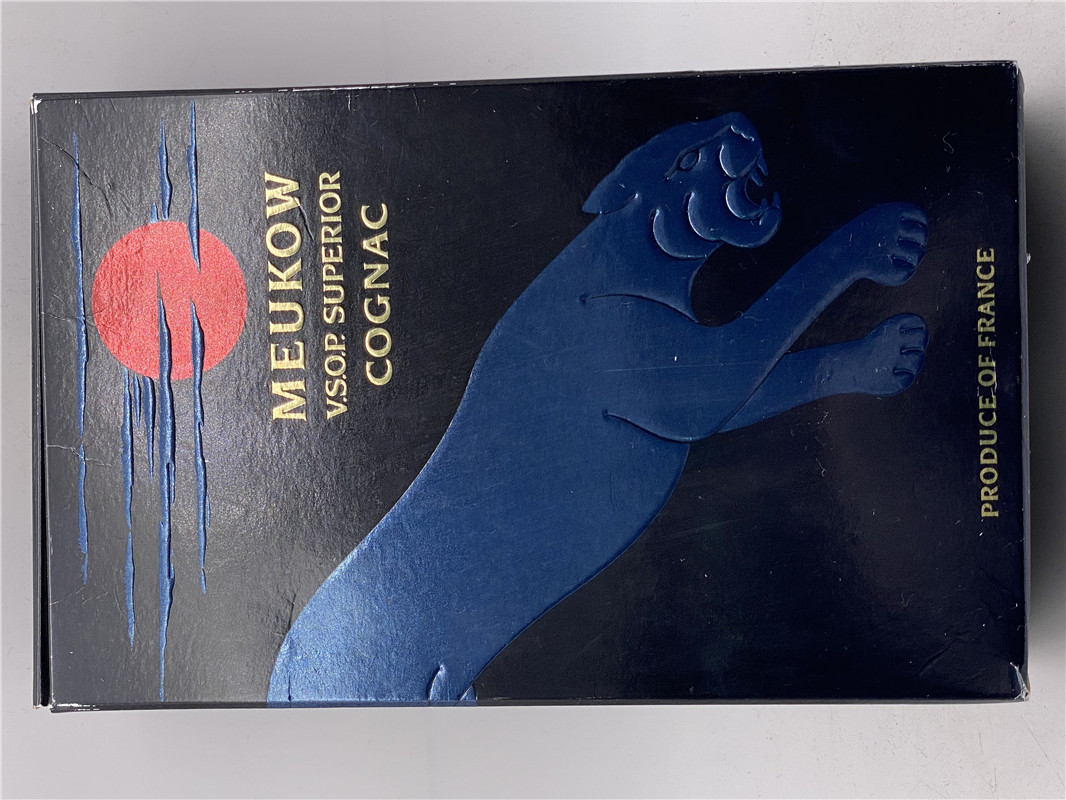 MEUKOW
V.S.O.P. SUPERIOR
COGNAC
PRODUCE OF FRANCE